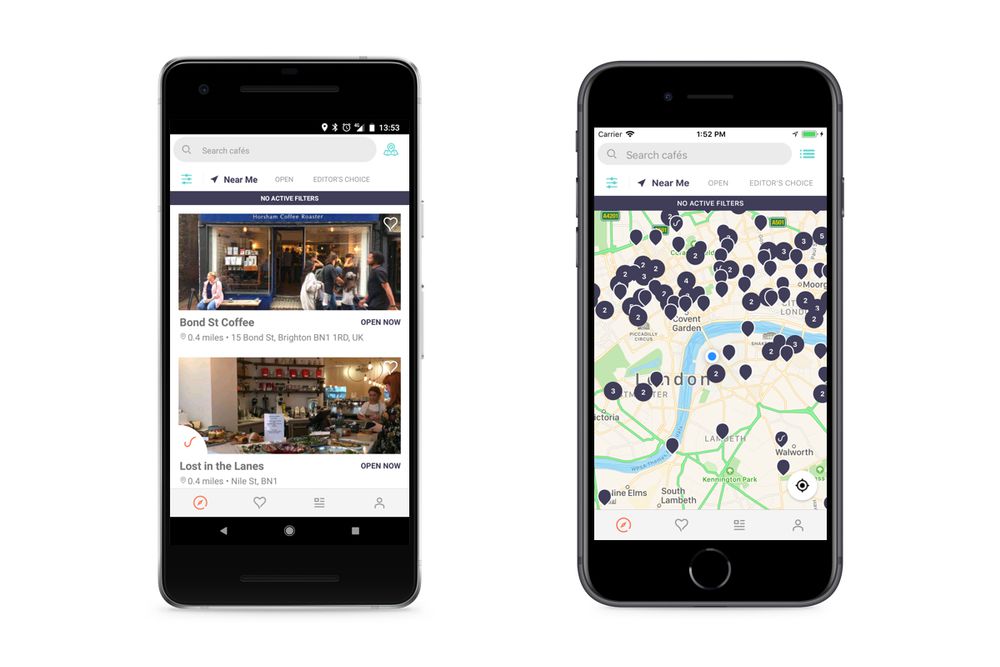 13:53
Search cafés
Near Me
OPEN
EDITOR'S CHOICE
NO ACTIVE FILTERS
Horsham Coffee Roaster
Bond St Coffee
OPEN NOW
0.4 miles • 15 Bond St, Brighton BN1 1RD, UK
Lost in the Lanes
OPEN NOW
0.4 miles • Nile St, BN1
Carrier
1:52 PM
Search cafés
Near Me
OPEN
EDITOR'S CHOICE
NO ACTIVE FILTERS
A4201
A501
2
5
3
3
2
2
2
3
2
4
2
2
2
2
2
3
2
Moorg
CITY
LONDO
Covent
Garden
PICCADILLY
CIRCUS
2
3
2
London
3
2
2
ctoria
LAMBETH
Walworth
Kennington Park
Nine Elms
South
Lambeth